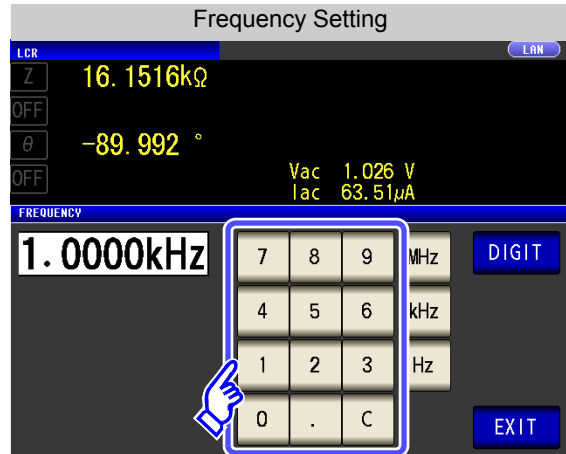 Frequency Setting
LCR
LAN
Z 16.1516kΩ
OFF
θ -89.992 °
OFF
Vac 1.026 V
Iac 63.51μA
FREQUENCY
1.0000kHz
7 8 9 MHz DIGIT
4 5 6 kHz
1 2 3 Hz
0 . C EXIT